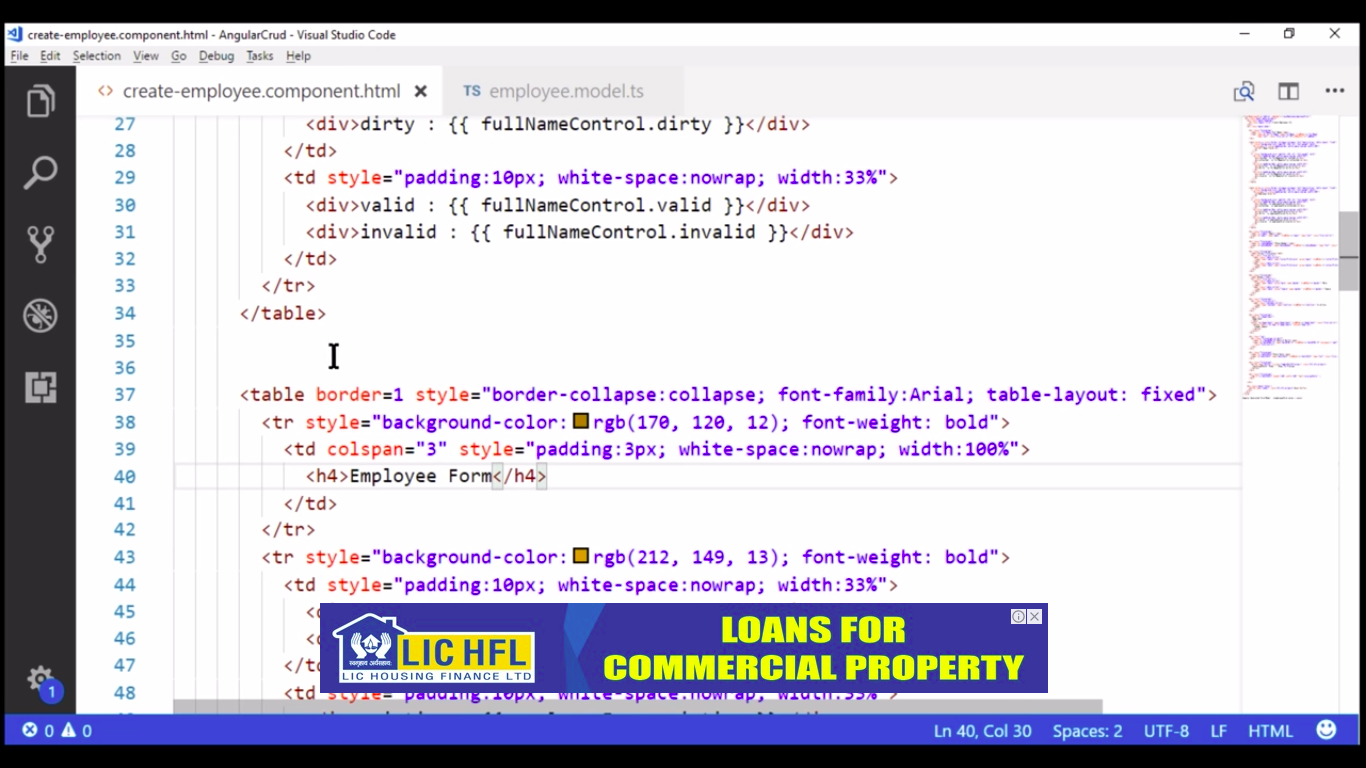 create-employee.component.html - AngularCrud - Visual Studio Code
File Edit Selection View Go Debug Tasks Help
<> create-employee.component.html TS employee.model.ts
27 <div>dirty : {{ fullNameControl.dirty }}</div>
28 </td>
29 <td style="padding:10px; white-space:nowrap; width:33%">
30 <div>valid : {{ fullNameControl.valid }}</div>
31 <div>invalid : {{ fullNameControl.invalid }}</div>
32 </td>
33 </tr>
34 </table>
35
36
37 <table border=1 style="border-collapse:collapse; font-family:Arial; table-layout: fixed">
38 <tr style="background-color:rgb(170, 120, 12); font-weight: bold">
39 <td colspan="3" style="padding:3px; white-space:nowrap; width:100%">
40 <h4>Employee Form</h4>
41 </td>
42 </tr>
43 <tr style="background-color:rgb(212, 149, 13); font-weight: bold">
44 <td style="padding:10px; white-space:nowrap; width:33%">
45
46
47
48 <td style="padding:10px; white-space:nowrap; width:33%">
LIC HFL
LIC HOUSING FINANCE LTD
LOANS FOR
COMMERCIAL PROPERTY
1
0 0 Ln 40, Col 30 Spaces: 2 UTF-8 LF HTML